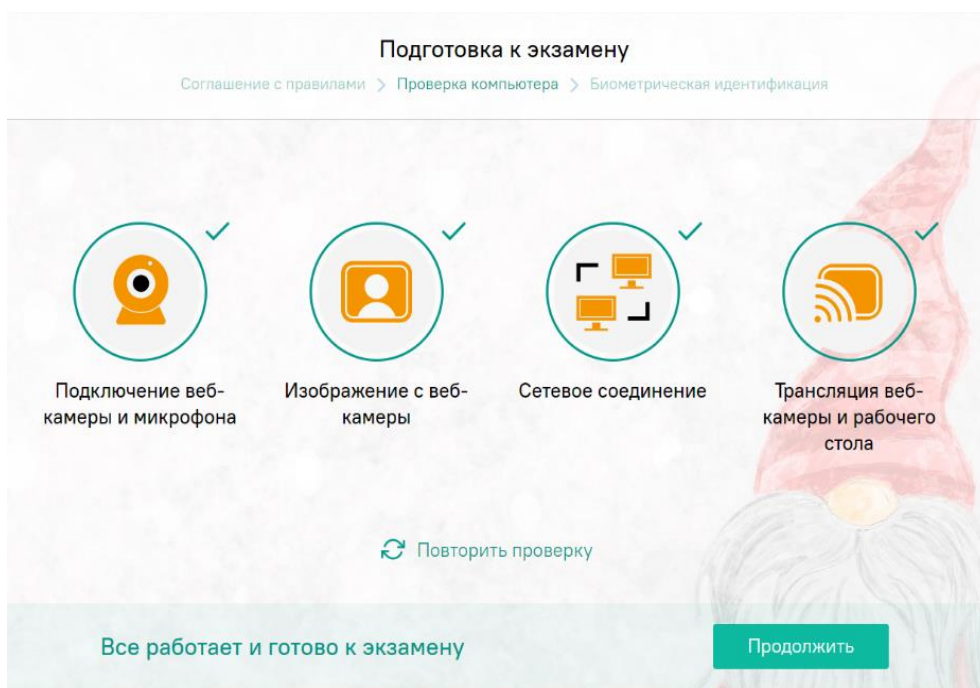 Подготовка к экзамену
Соглашение с правилами > Проверка компьютера > Биометрическая идентификация
Подключение веб-
камеры и микрофона
Изображение с веб-
камеры
Сетевое соединение
Трансляция веб-
камеры и рабочего
стола
Повторить проверку
Все работает и готово к экзамену
Продолжить